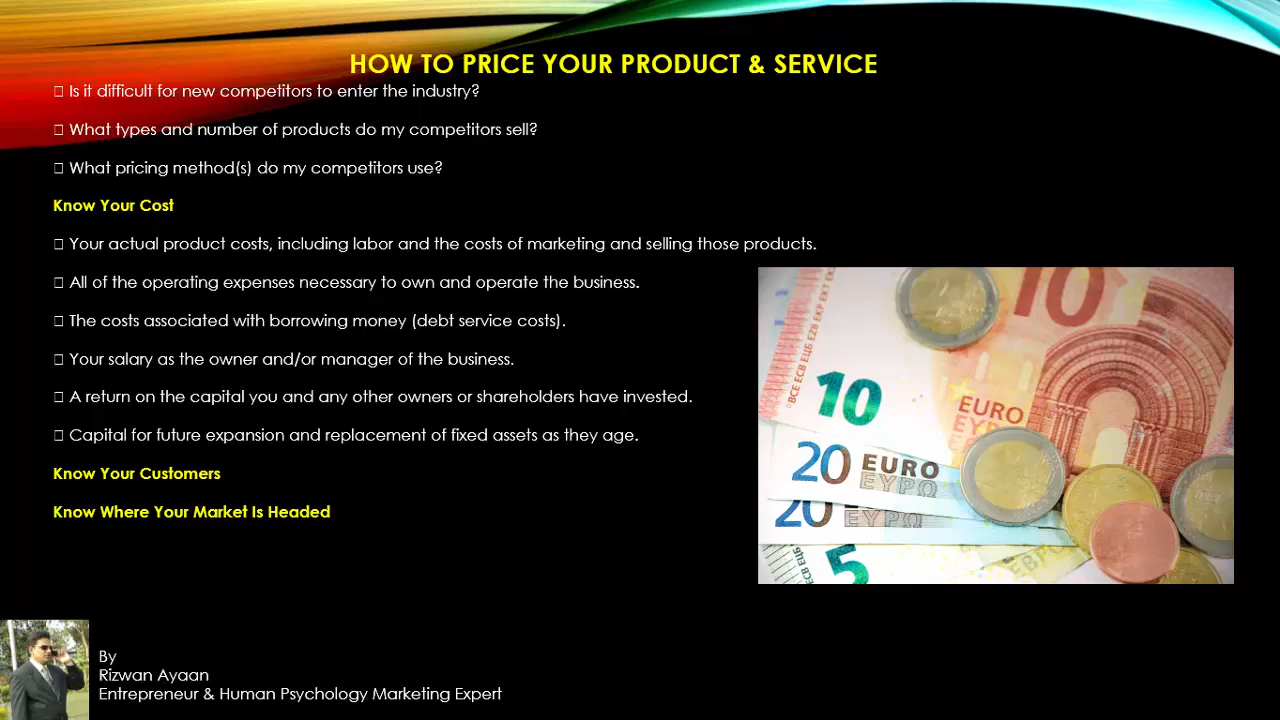 HOW TO PRICE YOUR PRODUCT & SERVICE
Is it difficult for new competitors to enter the industry?
What types and number of products do my competitors sell?
What pricing method(s) do my competitors use?
Know Your Cost
Your actual product costs, including labor and the costs of marketing and selling those products.
All of the operating expenses necessary to own and operate the business.
The costs associated with borrowing money (debt service costs).
Your salary as the owner and/or manager of the business.
A return on the capital you and any other owners or shareholders have invested.
Capital for future expansion and replacement of fixed assets as they age.
Know Your Customers
Know Where Your Market Is Headed
10
10
EURO
20 EURO
ΕΥΡΩ
20
5
By
Rizwan Ayaan
Entrepreneur & Human Psychology Marketing Expert